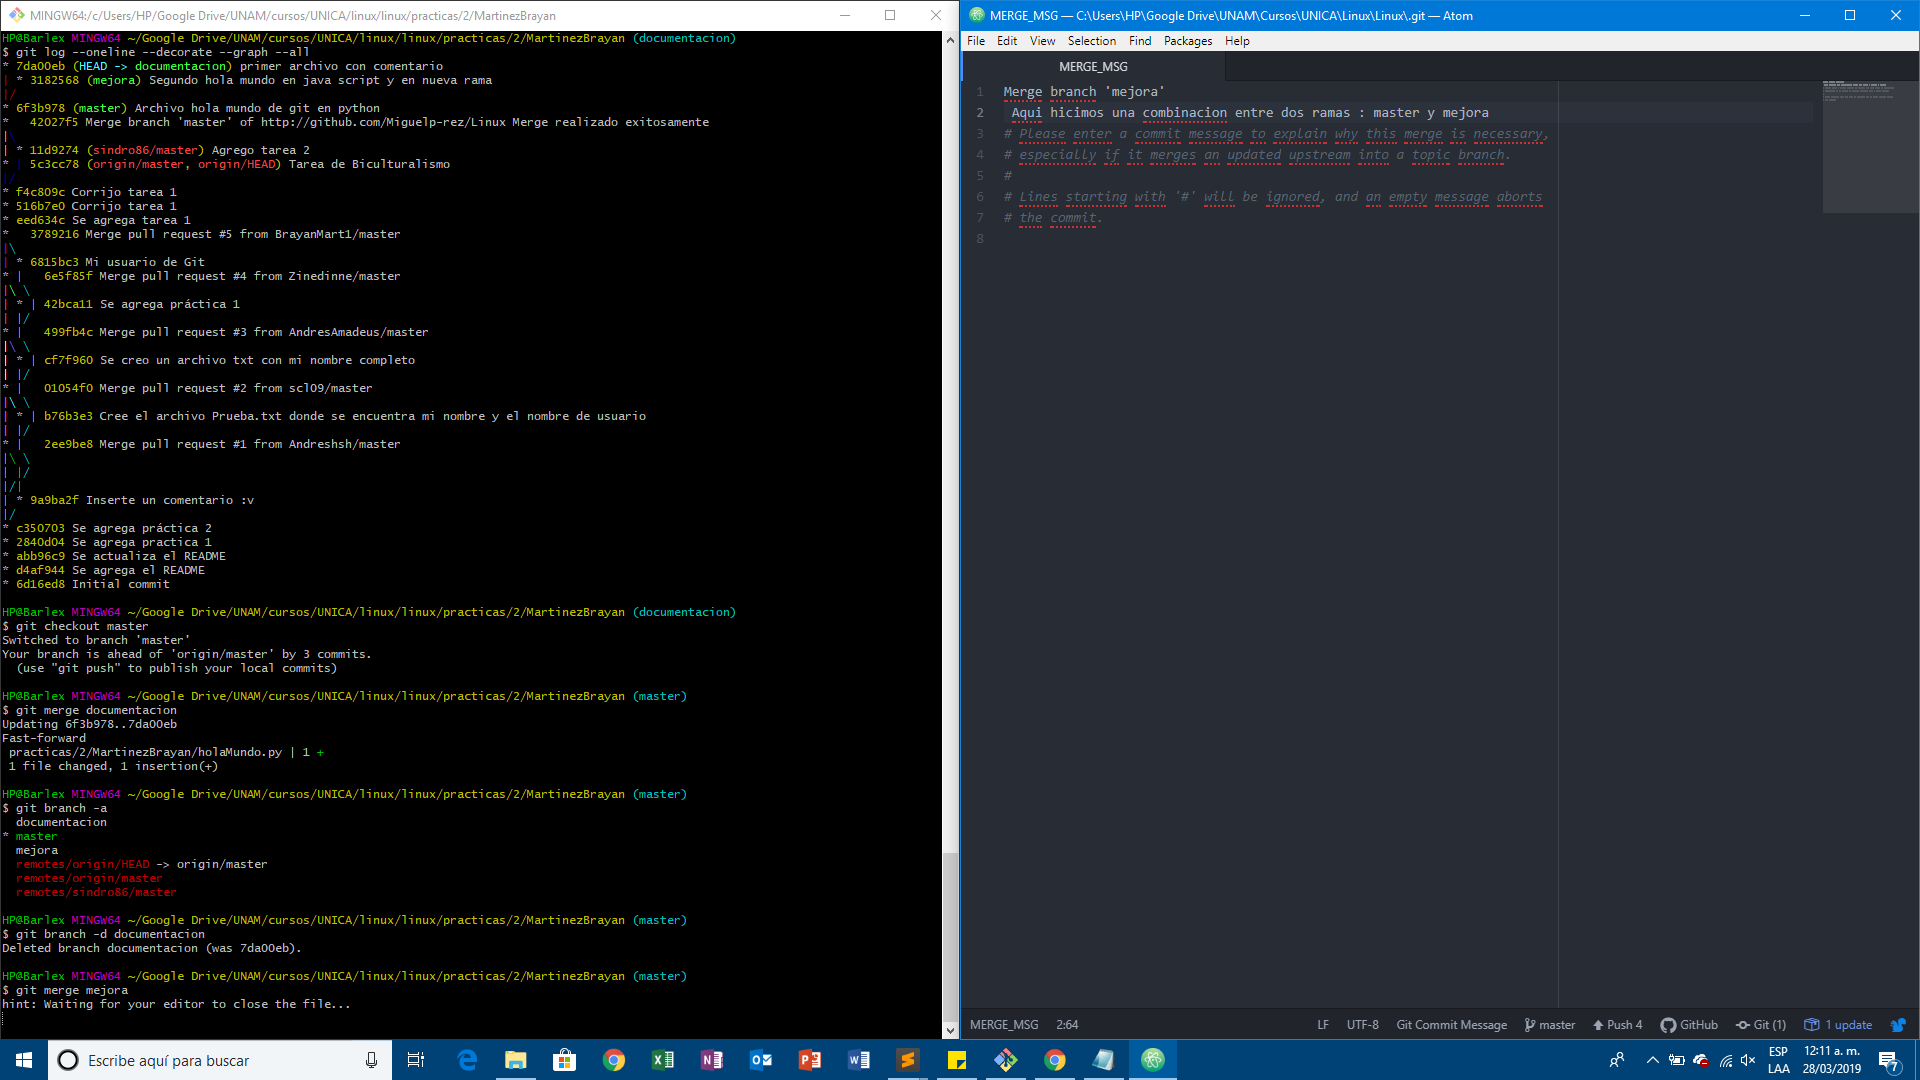 MINGW64:/c/Users/HP/Google Drive/UNAM/cursos/UNICA/linux/linux/practicas/2/MartinezBrayan
HP@Barlex MINGW64 ~/Google Drive/UNAM/cursos/UNICA/linux/linux/practicas/2/MartinezBrayan (documentacion)
$ git log --oneline --decorate --graph --all
* 7da00eb (HEAD -> documentacion) primer archivo con comentario
| * 3182568 (mejora) Segundo hola mundo en java script y en nueva rama
|/
* 6f3b978 (master) Archivo hola mundo de git en python
*   42027f5 Merge branch 'master' of http://github.com/Miguelp-rez/Linux Merge realizado exitosamente
|\
| * 11d9274 (sindro86/master) Agrego tarea 2
* | 5c3cc78 (origin/master, origin/HEAD) Tarea de Biculturalismo
|/
* f4c809c Corrijo tarea 1
* 516b7e0 Corrijo tarea 1
* eed634c Se agrega tarea 1
*   3789216 Merge pull request #5 from BrayanMart1/master
|\
| * 6815bc3 Mi usuario de Git
* |   6e5f85f Merge pull request #4 from Zinedinne/master
|\ \
| * | 42bca11 Se agrega práctica 1
| |/
* |   499fb4c Merge pull request #3 from AndresAmadeus/master
|\ \
| * | cf7f960 Se creo un archivo txt con mi nombre completo
| |/
* |   01054f0 Merge pull request #2 from scl09/master
|\ \
| * | b76b3e3 Cree el archivo Prueba.txt donde se encuentra mi nombre y el nombre de usuario
| |/
* |   2ee9be8 Merge pull request #1 from Andreshsh/master
|\ \
| |/
|/|
| * 9a9ba2f Inserte un comentario :v
|/
* c350703 Se agrega práctica 2
* 2840d04 Se agrega practica 1
* abb96c9 Se actualiza el README
* d4af944 Se agrega el README
* 6d16ed8 Initial commit
HP@Barlex MINGW64 ~/Google Drive/UNAM/cursos/UNICA/linux/linux/practicas/2/MartinezBrayan (documentacion)
$ git checkout master
Switched to branch 'master'
Your branch is ahead of 'origin/master' by 3 commits.
  (use "git push" to publish your local commits)
HP@Barlex MINGW64 ~/Google Drive/UNAM/cursos/UNICA/linux/linux/practicas/2/MartinezBrayan (master)
$ git merge documentacion
Updating 6f3b978..7da00eb
Fast-forward
 practicas/2/MartinezBrayan/holaMundo.py | 1 +
 1 file changed, 1 insertion(+)
HP@Barlex MINGW64 ~/Google Drive/UNAM/cursos/UNICA/linux/linux/practicas/2/MartinezBrayan (master)
$ git branch -a
  documentacion
* master
  mejora
  remotes/origin/HEAD -> origin/master
  remotes/origin/master
  remotes/sindro86/master
HP@Barlex MINGW64 ~/Google Drive/UNAM/cursos/UNICA/linux/linux/practicas/2/MartinezBrayan (master)
$ git branch -d documentacion
Deleted branch documentacion (was 7da00eb).
HP@Barlex MINGW64 ~/Google Drive/UNAM/cursos/UNICA/linux/linux/practicas/2/MartinezBrayan (master)
$ git merge mejora
hint: Waiting for your editor to close the file...
MERGE_MSG — C:\Users\HP\Google Drive\UNAM\Cursos\UNICA\Linux\Linux\.git — Atom
File Edit View Selection Find Packages Help
MERGE_MSG
1 Merge branch 'mejora'
2  Aqui hicimos una combinacion entre dos ramas : master y mejora
3 # Please enter a commit message to explain why this merge is necessary,
4 # especially if it merges an updated upstream into a topic branch.
5 #
6 # Lines starting with '#' will be ignored, and an empty message aborts
7 # the commit.
8
MERGE_MSG 2:64 LF UTF-8 Git Commit Message master Push 4 GitHub Git (1) 1 update
Escribe aquí para buscar
ESP
LAA
12:11 a. m.
28/03/2019
7